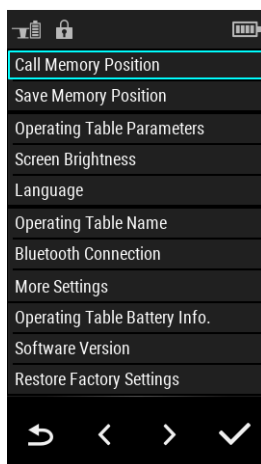 Call Memory Position
Save Memory Position
Operating Table Parameters
Screen Brightness
Language
Operating Table Name
Bluetooth Connection
More Settings
Operating Table Battery Info.
Software Version
Restore Factory Settings